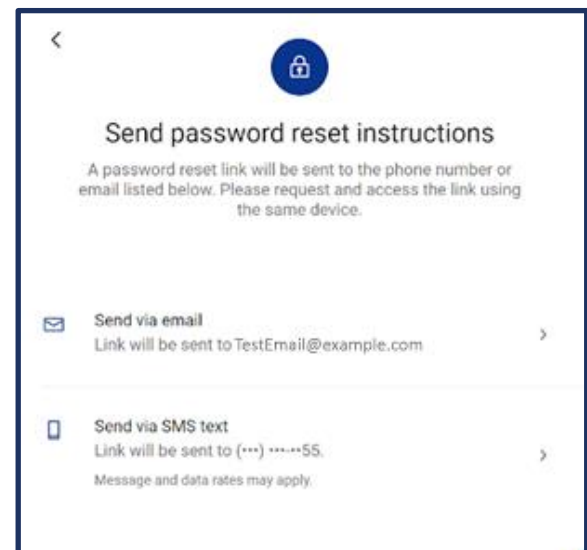 Send password reset instructions
A password reset link will be sent to the phone number or
email listed below. Please request and access the link using
the same device.
Send via email
Link will be sent to TestEmail@example.com
Send via SMS text
Link will be sent to (•••) •••-••55.
Message and data rates may apply.